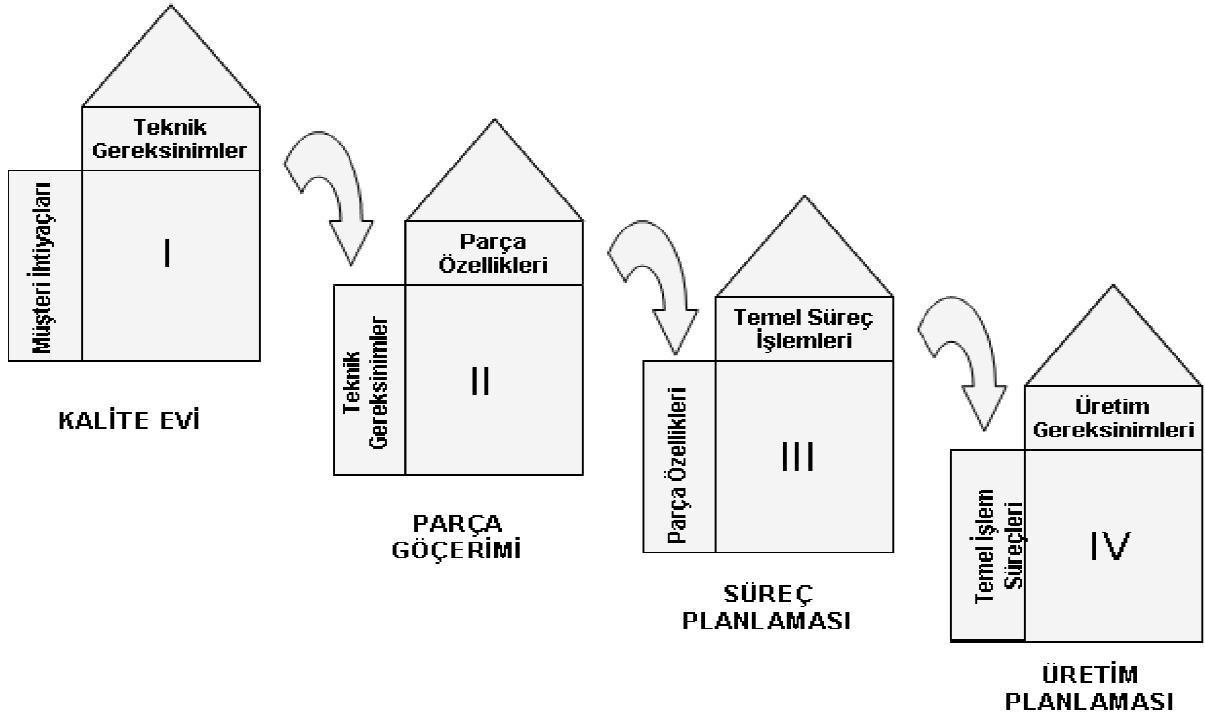 Teknik
Gereksinimler
Müşteri İhtiyaçları
I
KALİTE EVİ
Parça
Özellikleri
Teknik
Gereksinimler
II
PARÇA
GÖÇERİMİ
Temel Süreç
İşlemleri
Parça Özellikleri
III
SÜREÇ
PLANLAMASI
Üretim
Gereksinimleri
Temel İşlem
Süreçleri
IV
ÜRETİM
PLANLAMASI